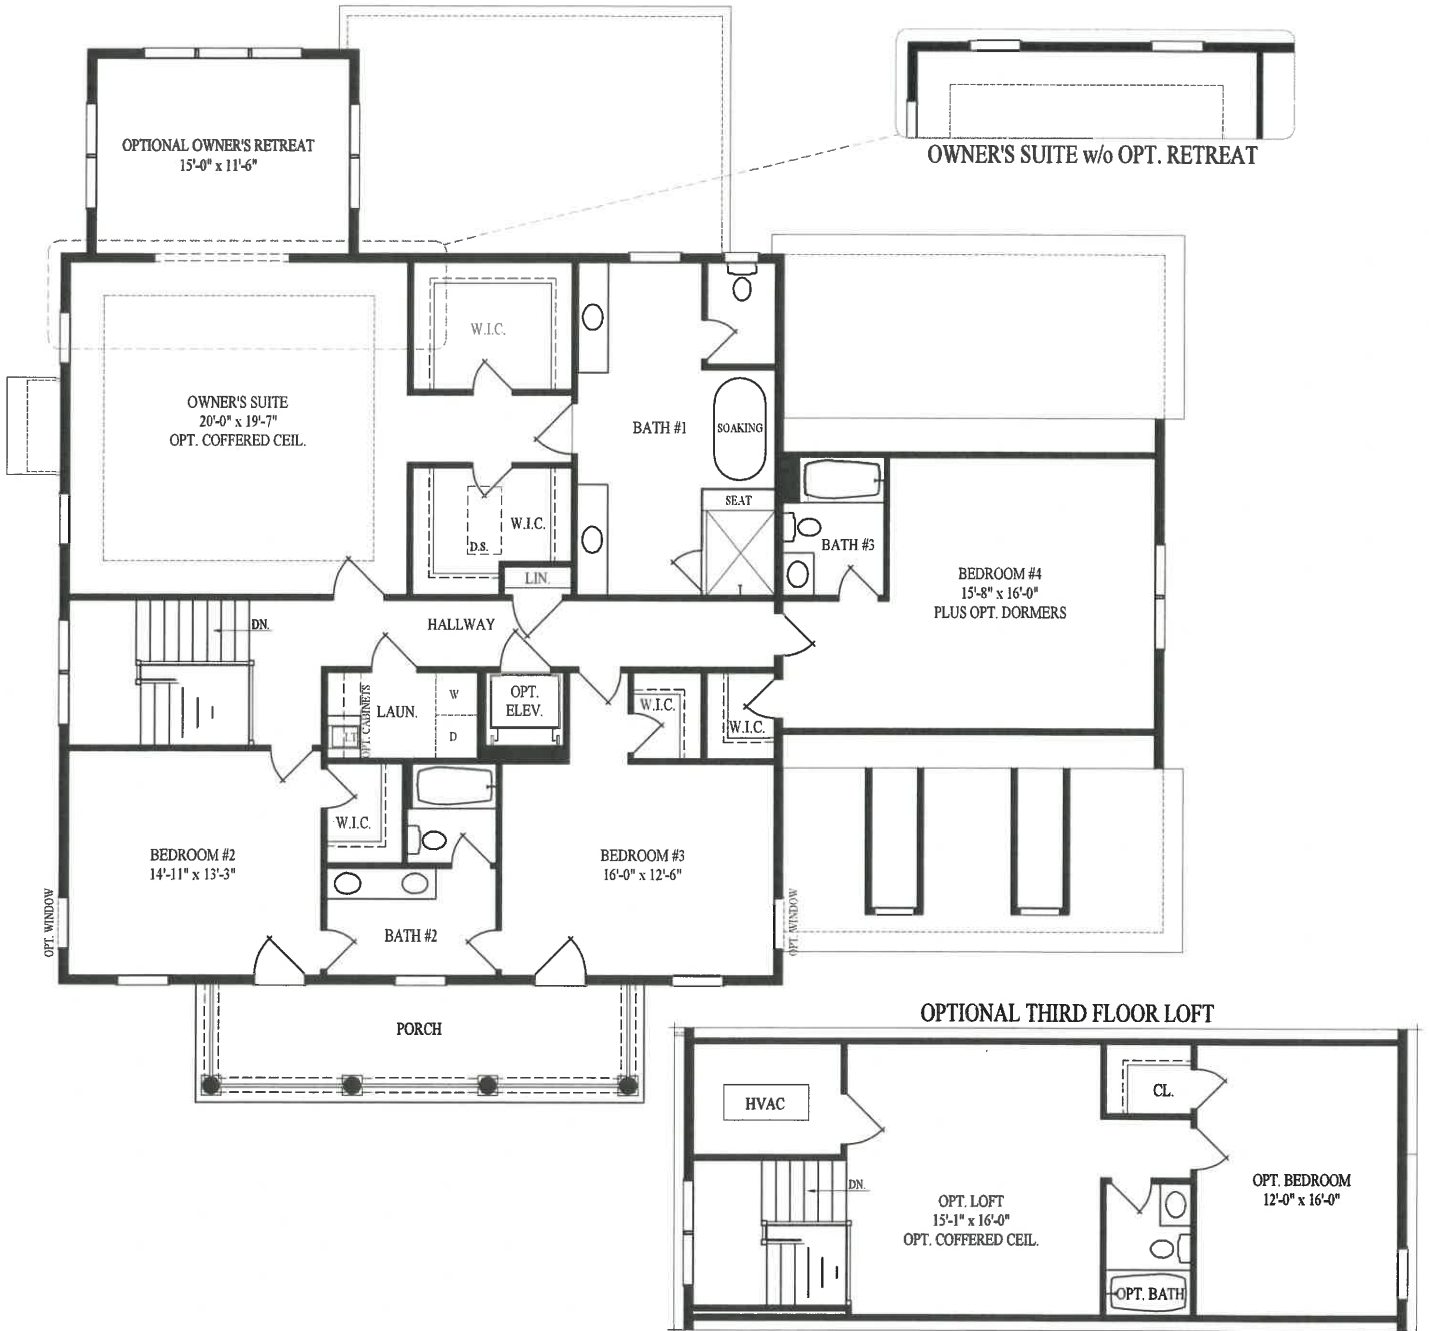 OPTIONAL OWNER'S RETREAT
15'-0" x 11'-6"
OWNER'S SUITE w/o OPT. RETREAT
W.I.C.
OWNER'S SUITE
20'-0" x 19'-7"
OPT. COFFERED CEIL.
BATH #1
SOAKING
SEAT
W.I.C.
D.S.
LIN.
BATH #3
BEDROOM #4
15'-8" x 16'-0"
PLUS OPT. DORMERS
DN.
HALLWAY
OPT. CABINETS
LAUN.
W
D
L.T.
OPT.
ELEV.
W.I.C.
W.I.C.
W.I.C.
BEDROOM #2
14'-11" x 13'-3"
BEDROOM #3
16'-0" x 12'-6"
OPT. WINDOW
BATH #2
OPT. WINDOW
PORCH
OPTIONAL THIRD FLOOR LOFT
HVAC
CL.
DN.
OPT. LOFT
15'-1" x 16'-0"
OPT. COFFERED CEIL.
OPT. BEDROOM
12'-0" x 16'-0"
OPT. BATH